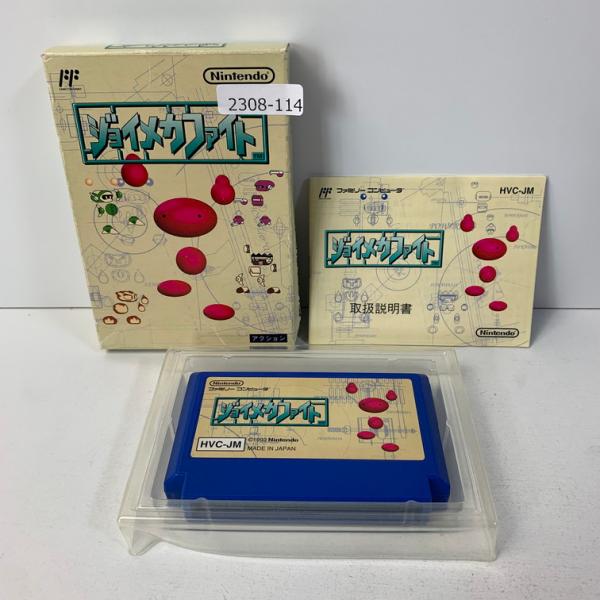 Nintendo
2308-114
ジョイメカファイト
TM
アクション
ファミリー コンピュータ
HVC-JM
ジョイメカファイト
取扱説明書
Nintendo
Nintendo
ファミリー コンピュータ
ジョイメカファイト
HVC-JM
©1993 Nintendo
MADE IN JAPAN